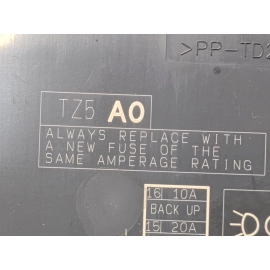 >PP-TD2
TZ5 A0
ALWAYS REPLACE WITH
A NEW FUSE OF THE
SAME AMPERAGE RATING
16 10A
BACK UP
15 20A